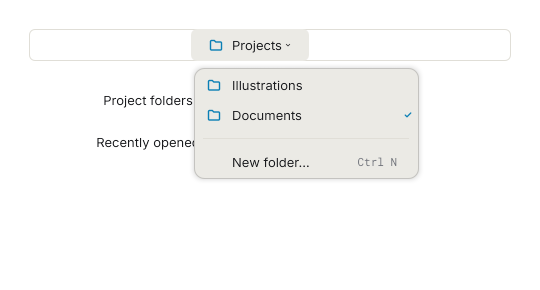 Projects
Illustrations
Project folders
Documents
Recently opened
New folder... Ctrl N